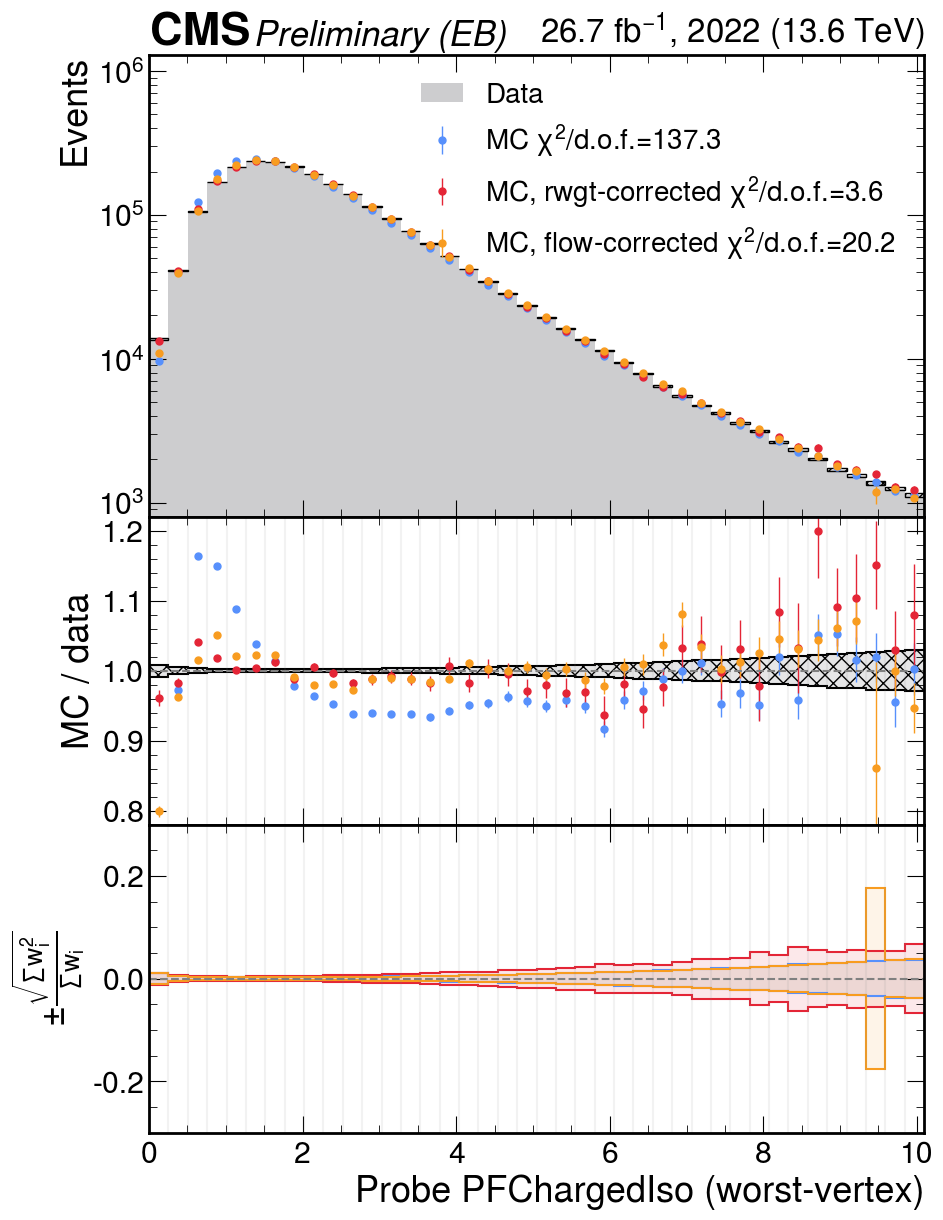 CMS Preliminary (EB) 26.7 fb⁻¹, 2022 (13.6 TeV)
Events
10⁶
10⁵
10⁴
10³
Data
MC χ²/d.o.f.=137.3
MC, rwgt-corrected χ²/d.o.f.=3.6
MC, flow-corrected χ²/d.o.f.=20.2
MC / data
1.2
1.1
1.0
0.9
0.8
± √Σwᵢ² / Σwᵢ
0.2
0.0
-0.2
0 2 4 6 8 10
Probe PFChargedIso (worst-vertex)